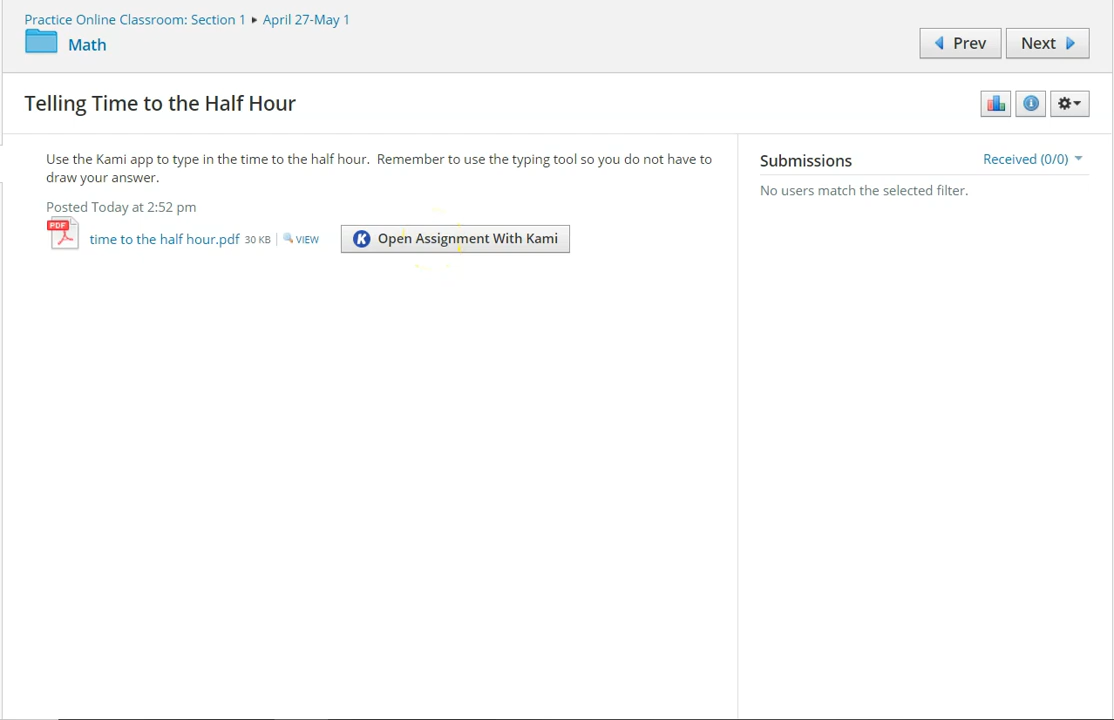 Practice Online Classroom: Section 1 ▸ April 27-May 1
Math
Prev
Next
Telling Time to the Half Hour
Use the Kami app to type in the time to the half hour.  Remember to use the typing tool so you do not have to
draw your answer.
Posted Today at 2:52 pm
PDF
time to the half hour.pdf 30 KB | VIEW
K Open Assignment With Kami
Submissions
Received (0/0)
No users match the selected filter.